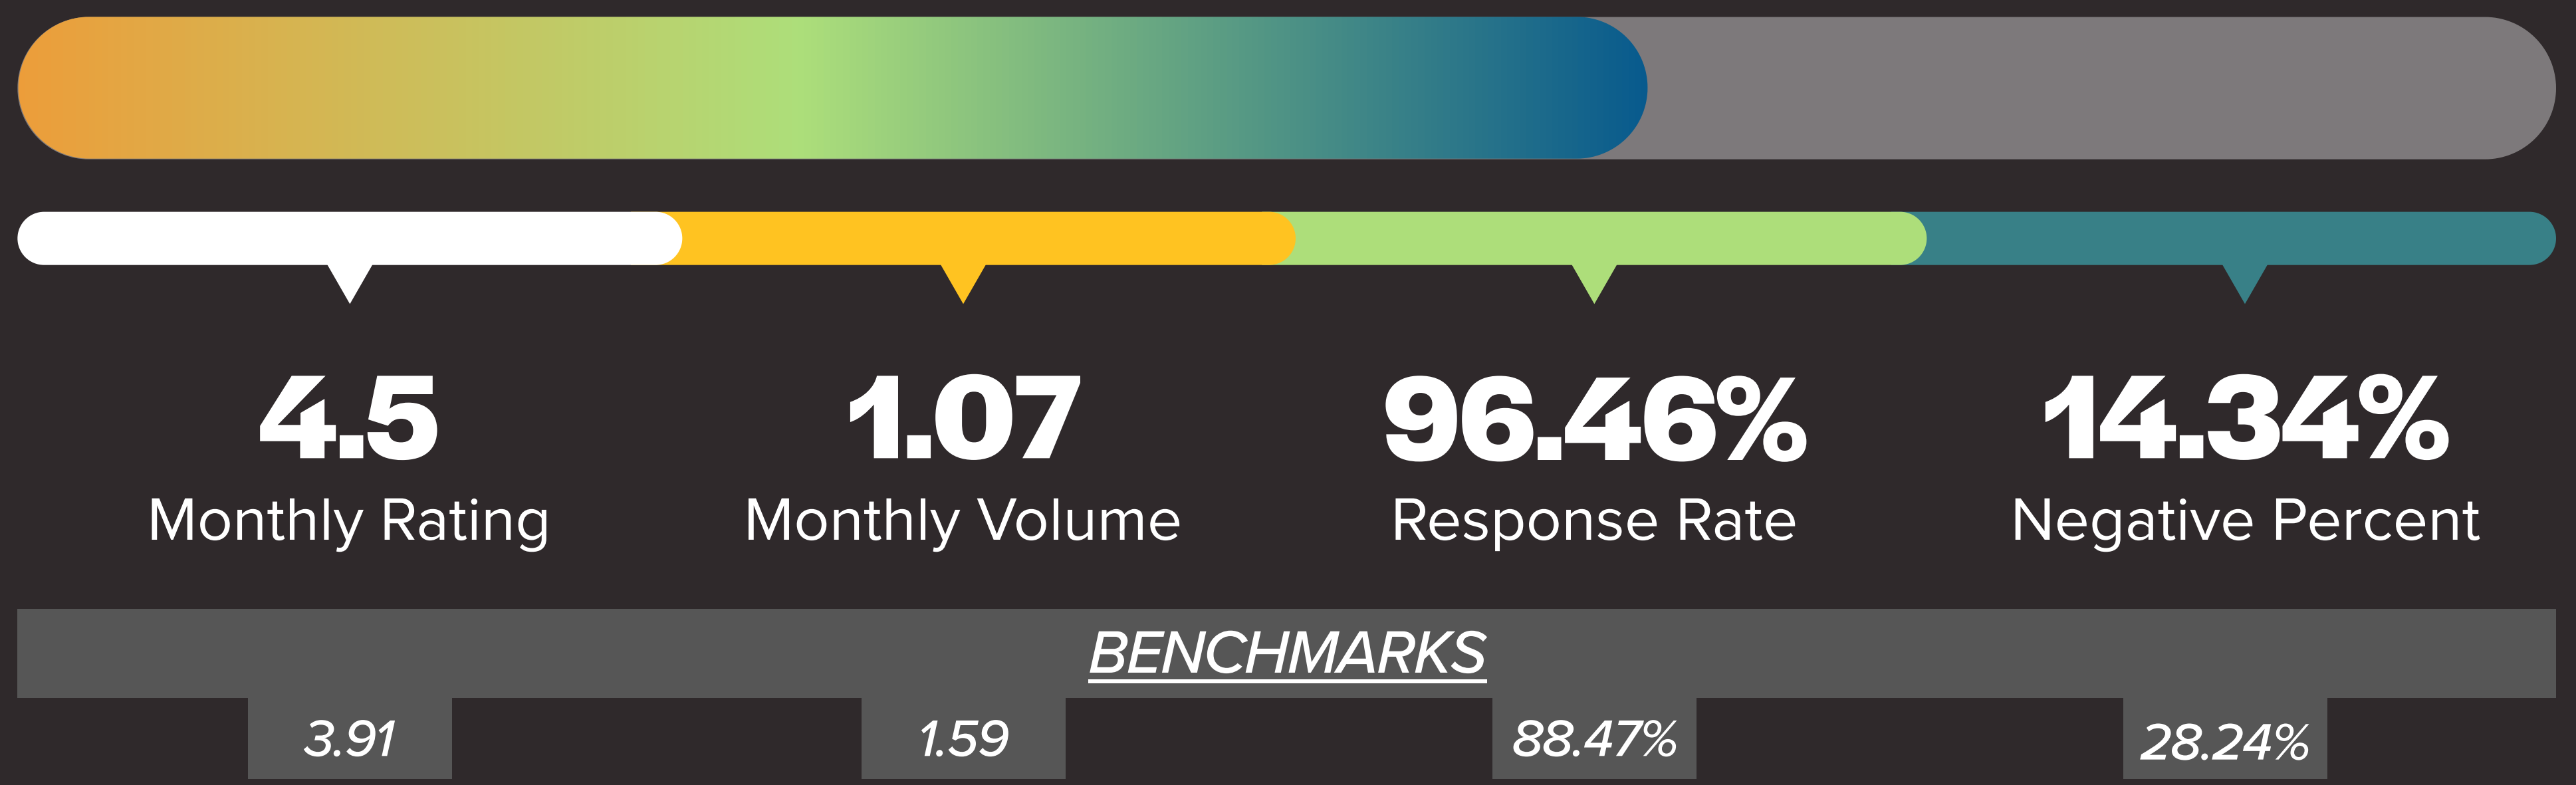 4.5 1.07 96.46% 14.34%
Monthly Rating Monthly Volume Response Rate Negative Percent
BENCHMARKS
3.91 1.59 88.47% 28.24%